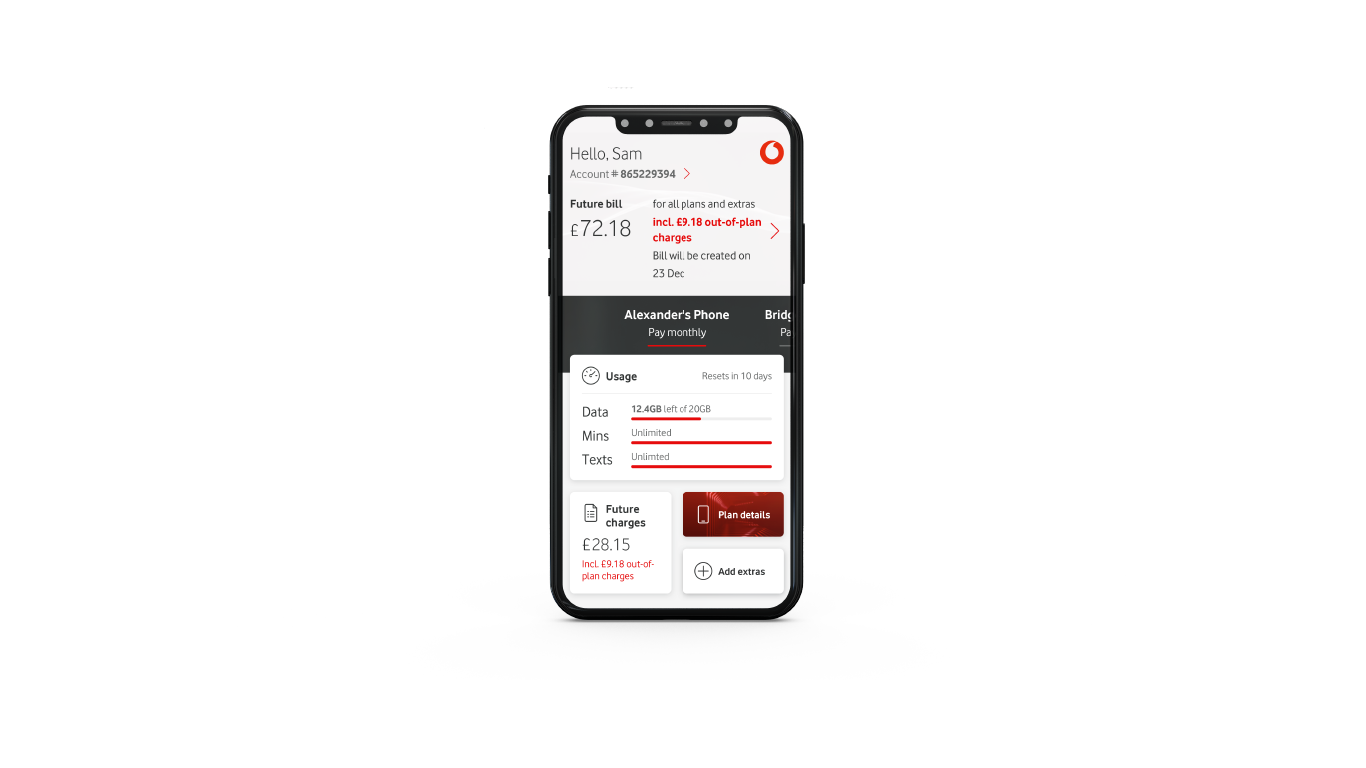 Hello, Sam
Account # 865229394
Future bill
£72.18
for all plans and extras
incl. £9.18 out-of-plan
charges
Bill will be created on
23 Dec
Alexander's Phone
Pay monthly
Usage
Resets in 10 days
Data
12.4GB left of 20GB
Mins
Unlimited
Texts
Unlimted
Future
charges
£28.15
Incl. £9.18 out-of-
plan charges
Plan details
Add extras